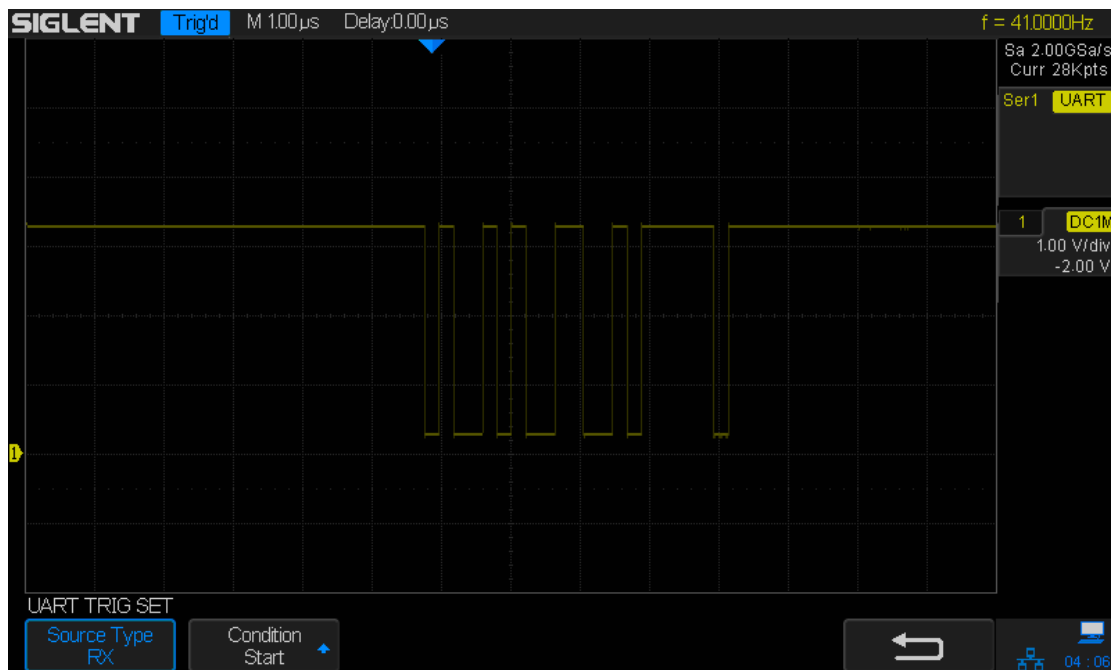 SIGLENT Trig'd M 1.00µs Delay:0.00µs f = 41.0000Hz
Sa 2.00GSa/s
Curr 28Kpts
Ser1 UART
1 DC1M
1.00 V/div
-2.00 V
1
UART TRIG SET
Source Type
RX
Condition
Start
04 : 06